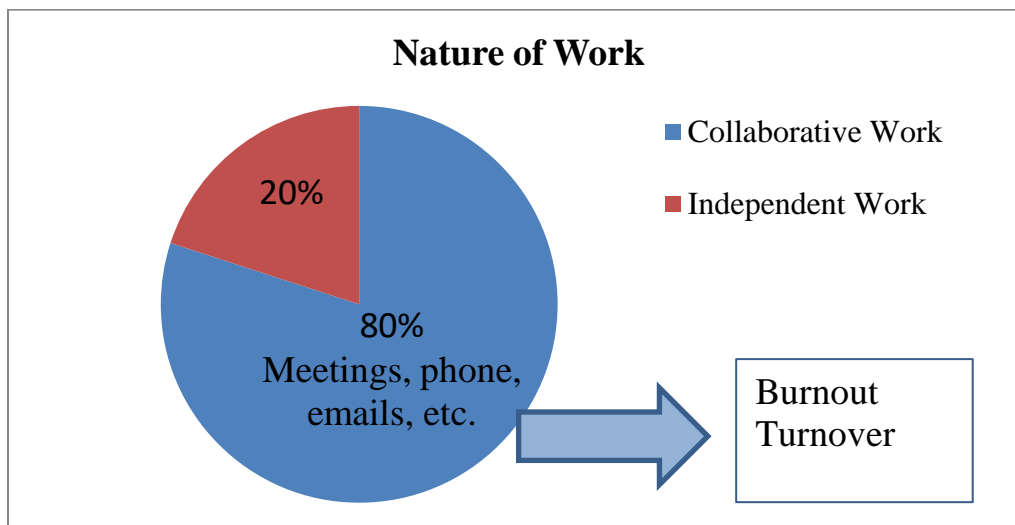 Nature of Work
Collaborative Work
Independent Work
20%
80%
Meetings, phone,
emails, etc.
Burnout
Turnover